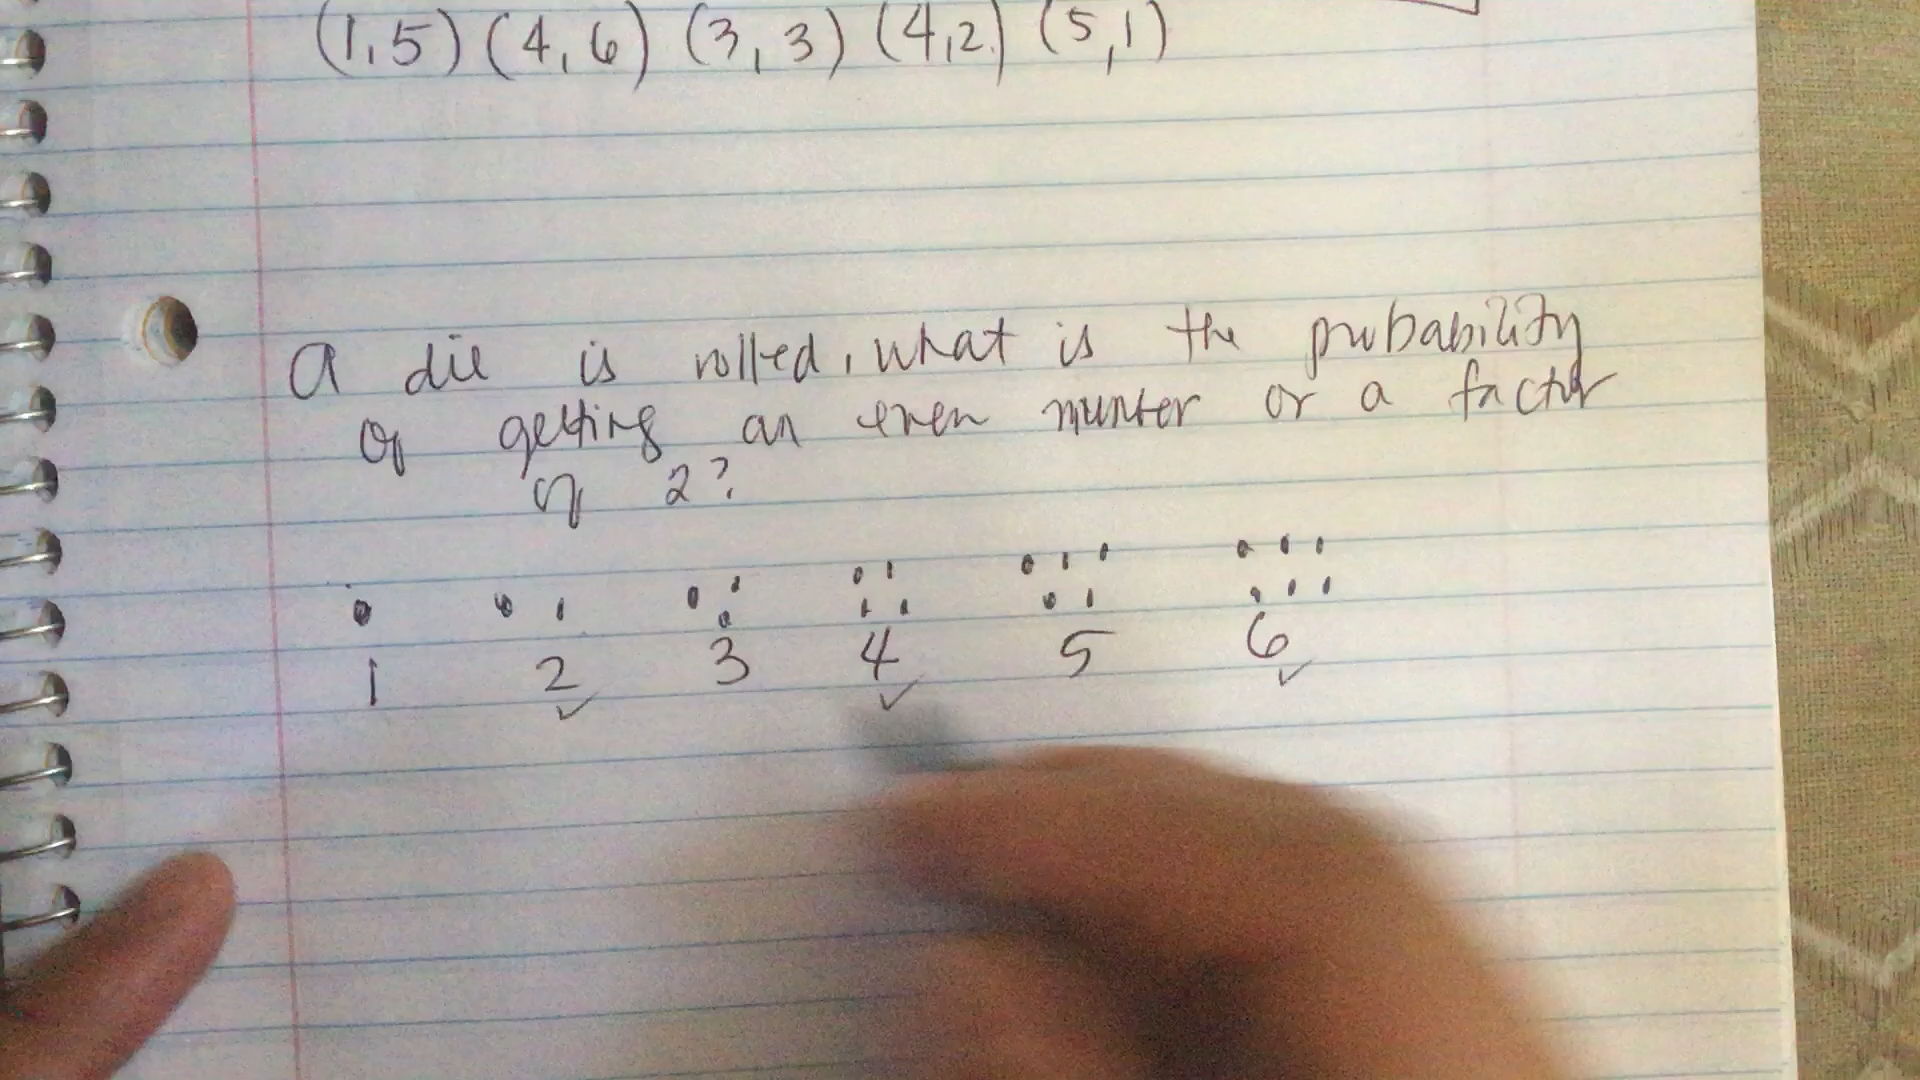 (1,5) (4,6) (3,3) (4,2) (5,1)
A die is rolled, what is the probability
of getting an even number or a factor
of 2?
1 2 3 4 5 6